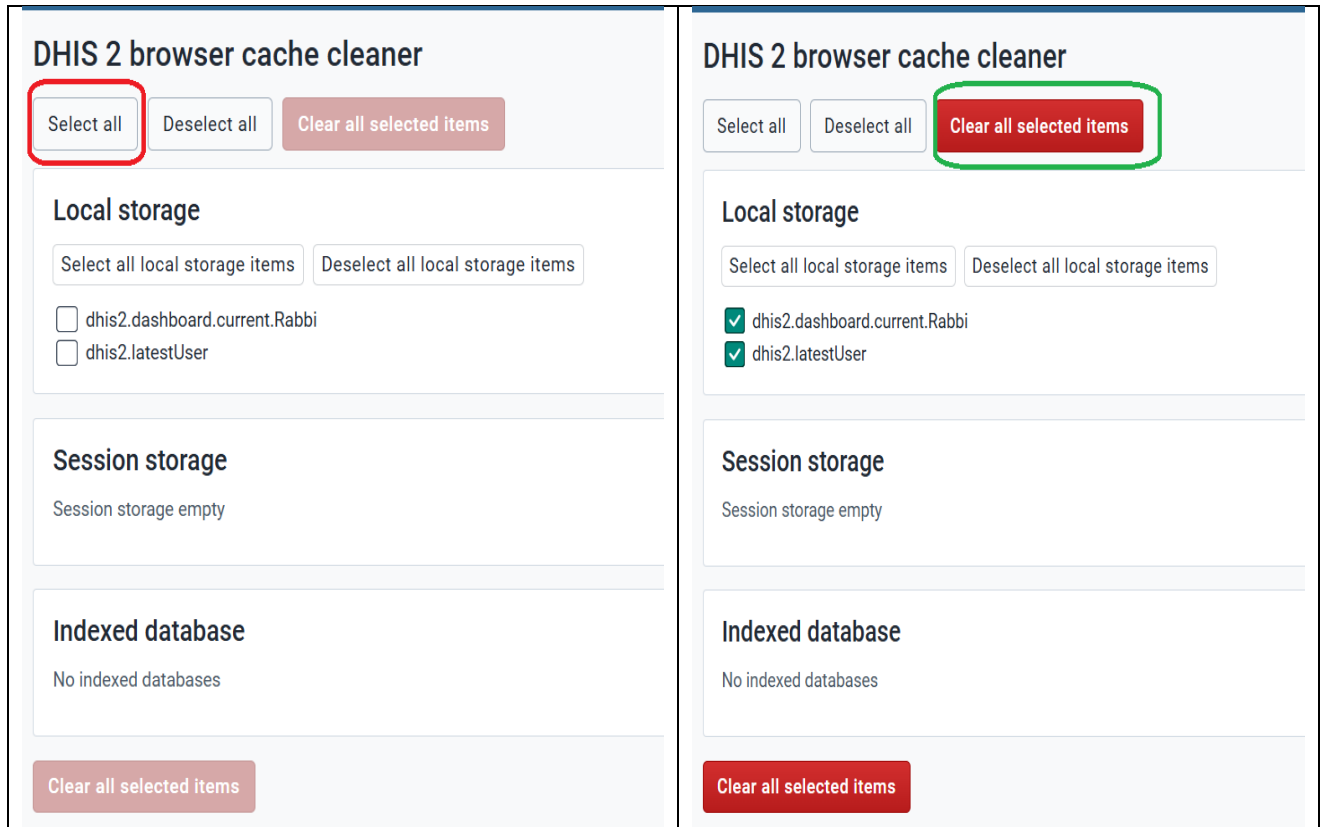 DHIS 2 browser cache cleaner
Select all Deselect all Clear all selected items
Local storage
Select all local storage items Deselect all local storage items
dhis2.dashboard.current.Rabbi
dhis2.latestUser
Session storage
Session storage empty
Indexed database
No indexed databases
Clear all selected items
DHIS 2 browser cache cleaner
Select all Deselect all Clear all selected items
Local storage
Select all local storage items Deselect all local storage items
dhis2.dashboard.current.Rabbi
dhis2.latestUser
Session storage
Session storage empty
Indexed database
No indexed databases
Clear all selected items